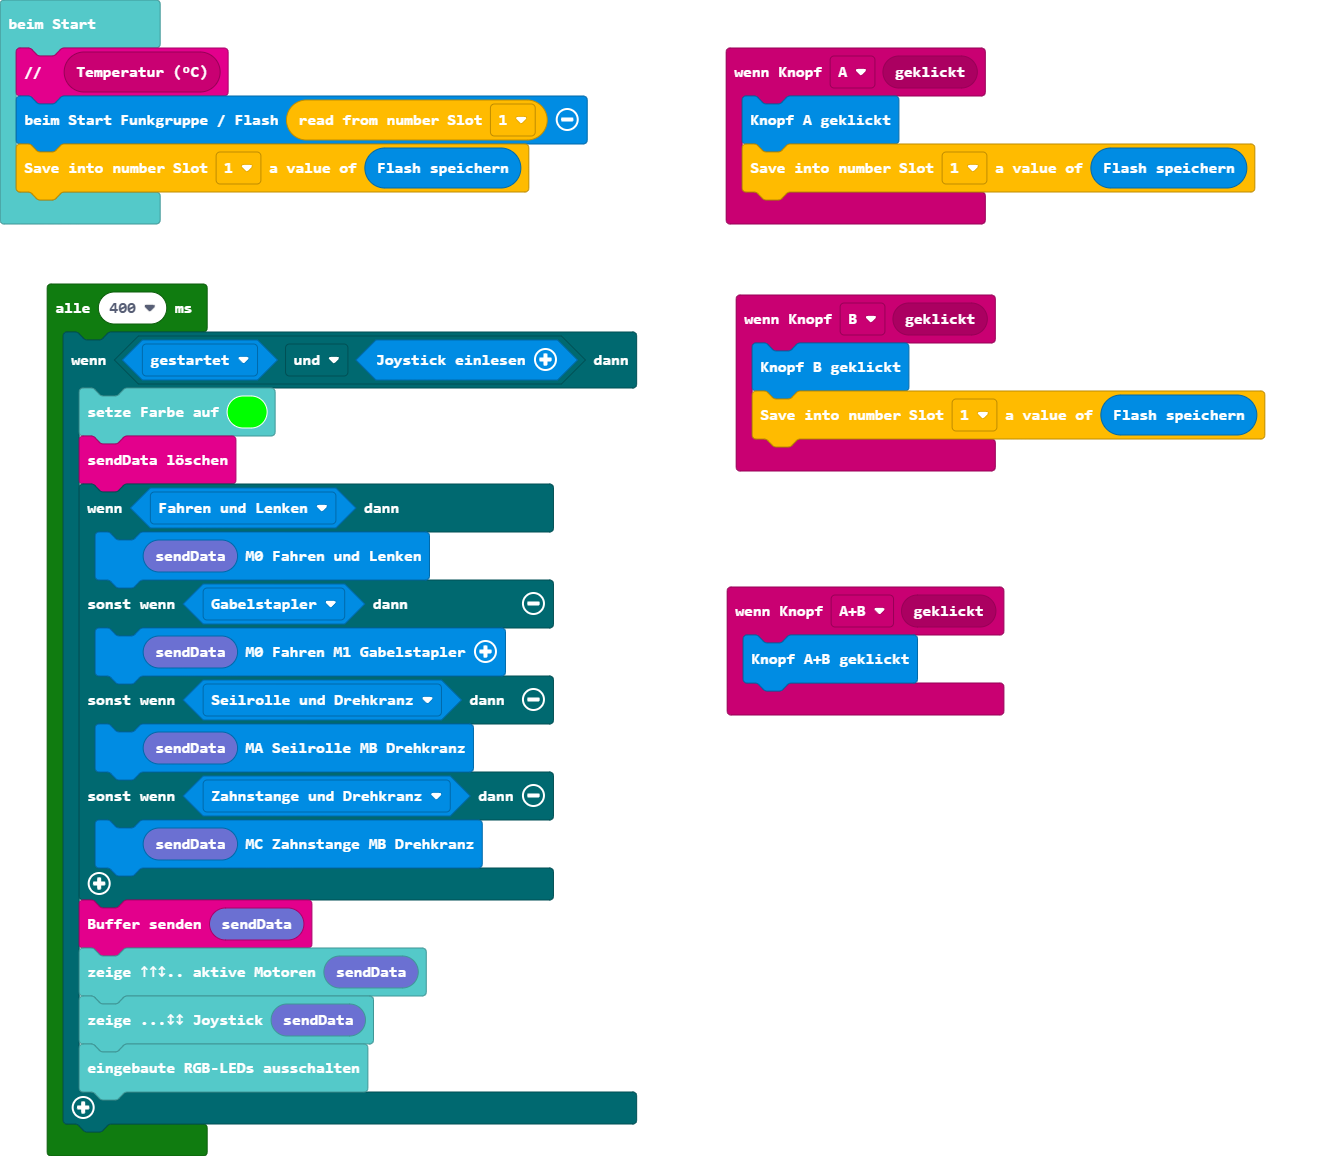 beim Start
// Temperatur (°C)
beim Start Funkgruppe / Flash read from number Slot 1
Save into number Slot 1 a value of Flash speichern
wenn Knopf A geklickt
Knopf A geklickt
Save into number Slot 1 a value of Flash speichern
alle 400 ms
wenn gestartet und Joystick einlesen dann
setze Farbe auf
sendData löschen
wenn Fahren und Lenken dann
sendData M0 Fahren und Lenken
sonst wenn Gabelstapler dann
sendData M0 Fahren M1 Gabelstapler
sonst wenn Seilrolle und Drehkranz dann
sendData MA Seilrolle MB Drehkranz
sonst wenn Zahnstange und Drehkranz dann
sendData MC Zahnstange MB Drehkranz
Buffer senden sendData
zeige ↑↑↕.. aktive Motoren sendData
zeige ...↕↕ Joystick sendData
eingebaute RGB-LEDs ausschalten
wenn Knopf B geklickt
Knopf B geklickt
Save into number Slot 1 a value of Flash speichern
wenn Knopf A+B geklickt
Knopf A+B geklickt